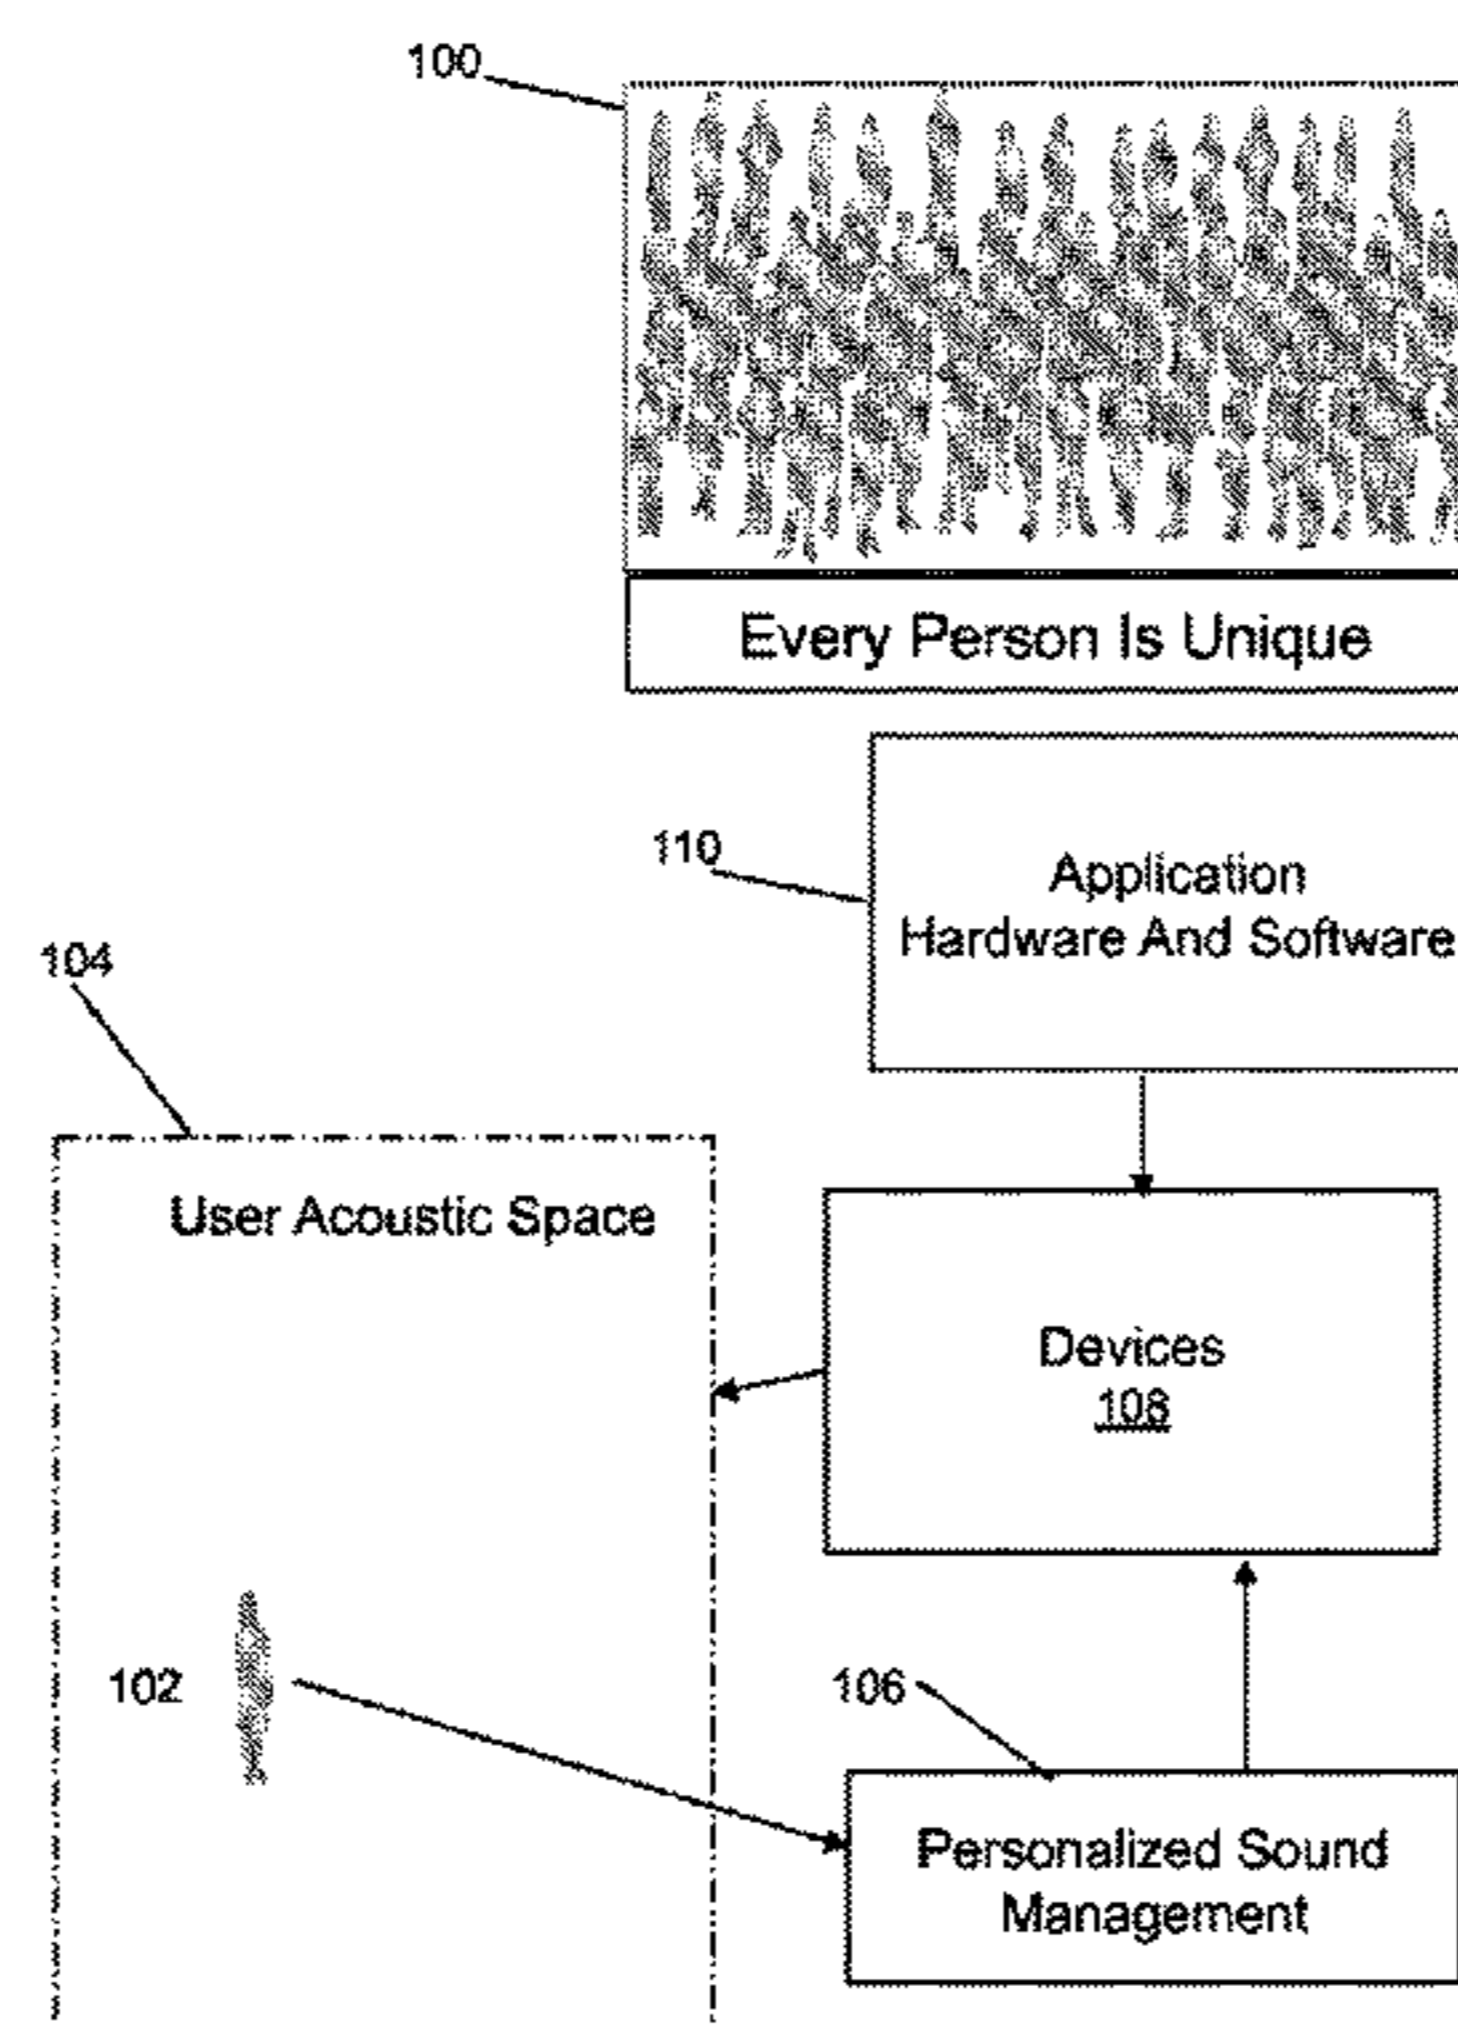 100
Every Person Is Unique
110
Application
Hardware And Software
104
User Acoustic Space
Devices
108
102
106
Personalized Sound
Management